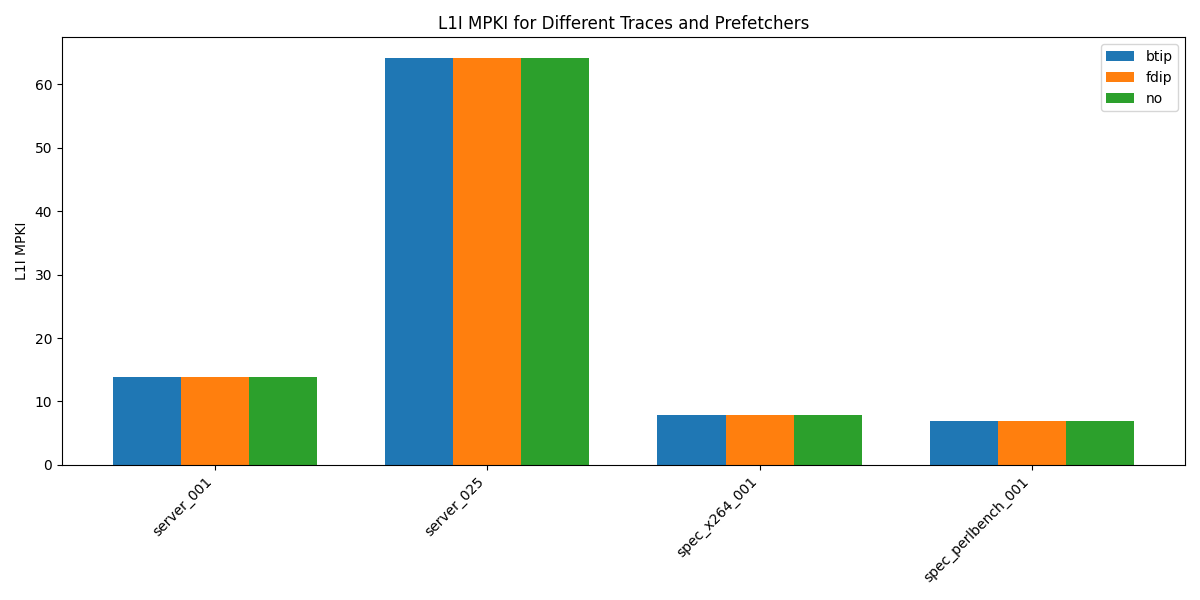 L1I MPKI for Different Traces and Prefetchers
btip
fdip
no
L1I MPKI
60
50
40
30
20
10
0
server_001
server_025
spec_x264_001
spec_perlbench_001